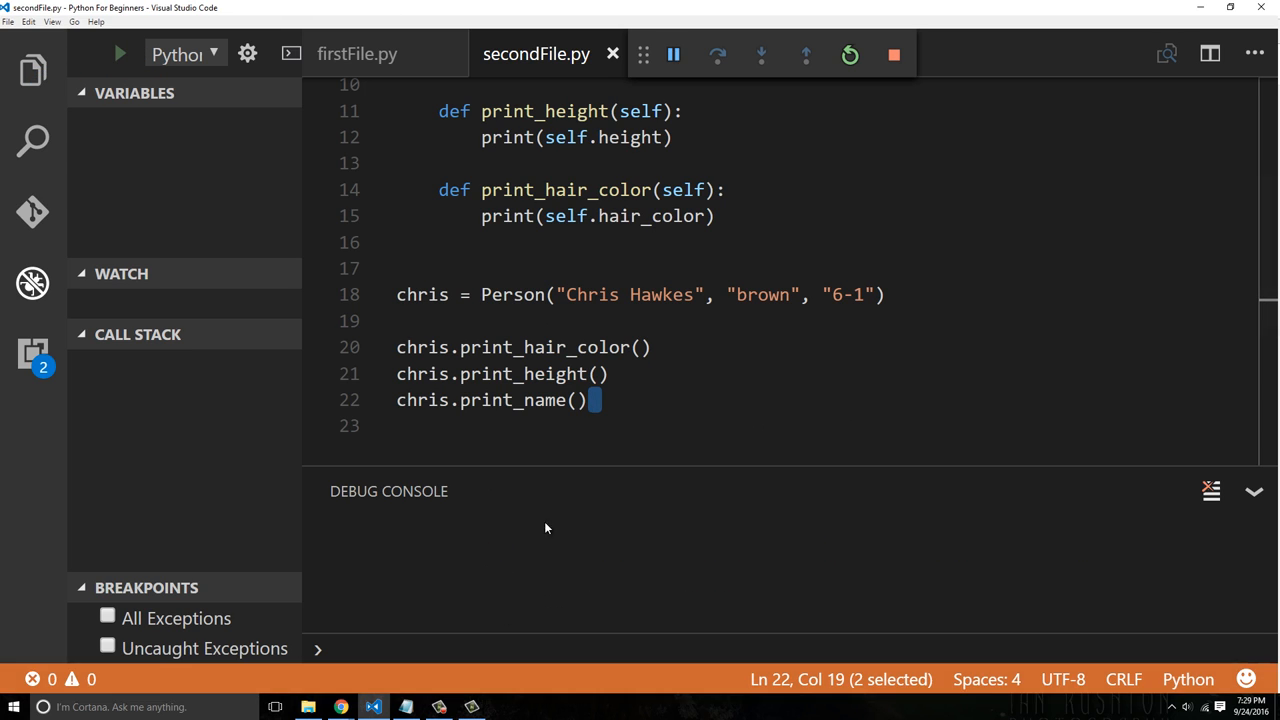 secondFile.py - Python For Beginners - Visual Studio Code
File Edit View Go Help
Pythor
firstFile.py
secondFile.py
VARIABLES
WATCH
CALL STACK
2
BREAKPOINTS
All Exceptions
Uncaught Exceptions
10
11 def print_height(self):
12 print(self.height)
13
14 def print_hair_color(self):
15 print(self.hair_color)
16
17
18 chris = Person("Chris Hawkes", "brown", "6-1")
19
20 chris.print_hair_color()
21 chris.print_height()
22 chris.print_name()
23
DEBUG CONSOLE
0 0
Ln 22, Col 19 (2 selected) Spaces: 4 UTF-8 CRLF Python
I'm Cortana. Ask me anything.
IAN RUSHTON
7:29 PM
9/24/2016